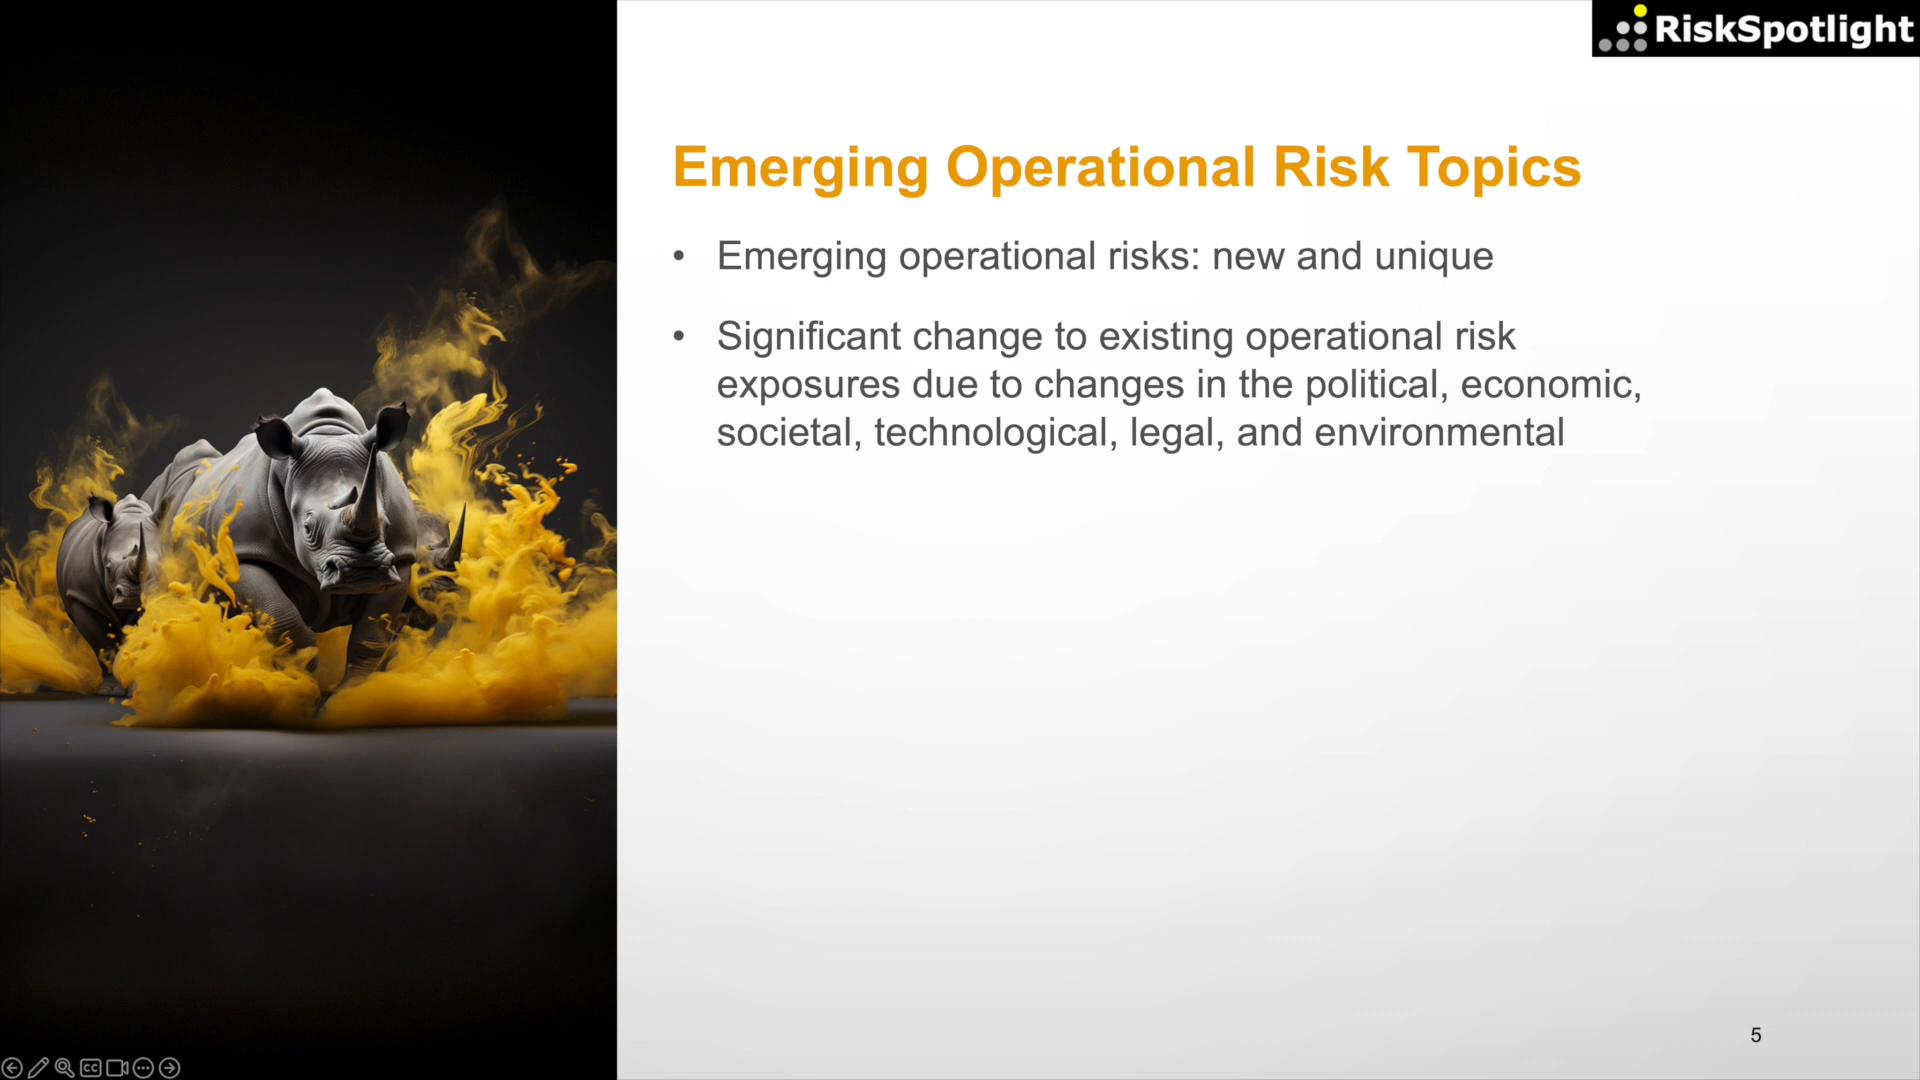 RiskSpotlight
Emerging Operational Risk Topics
• Emerging operational risks: new and unique
• Significant change to existing operational risk
exposures due to changes in the political, economic,
societal, technological, legal, and environmental
5
CC